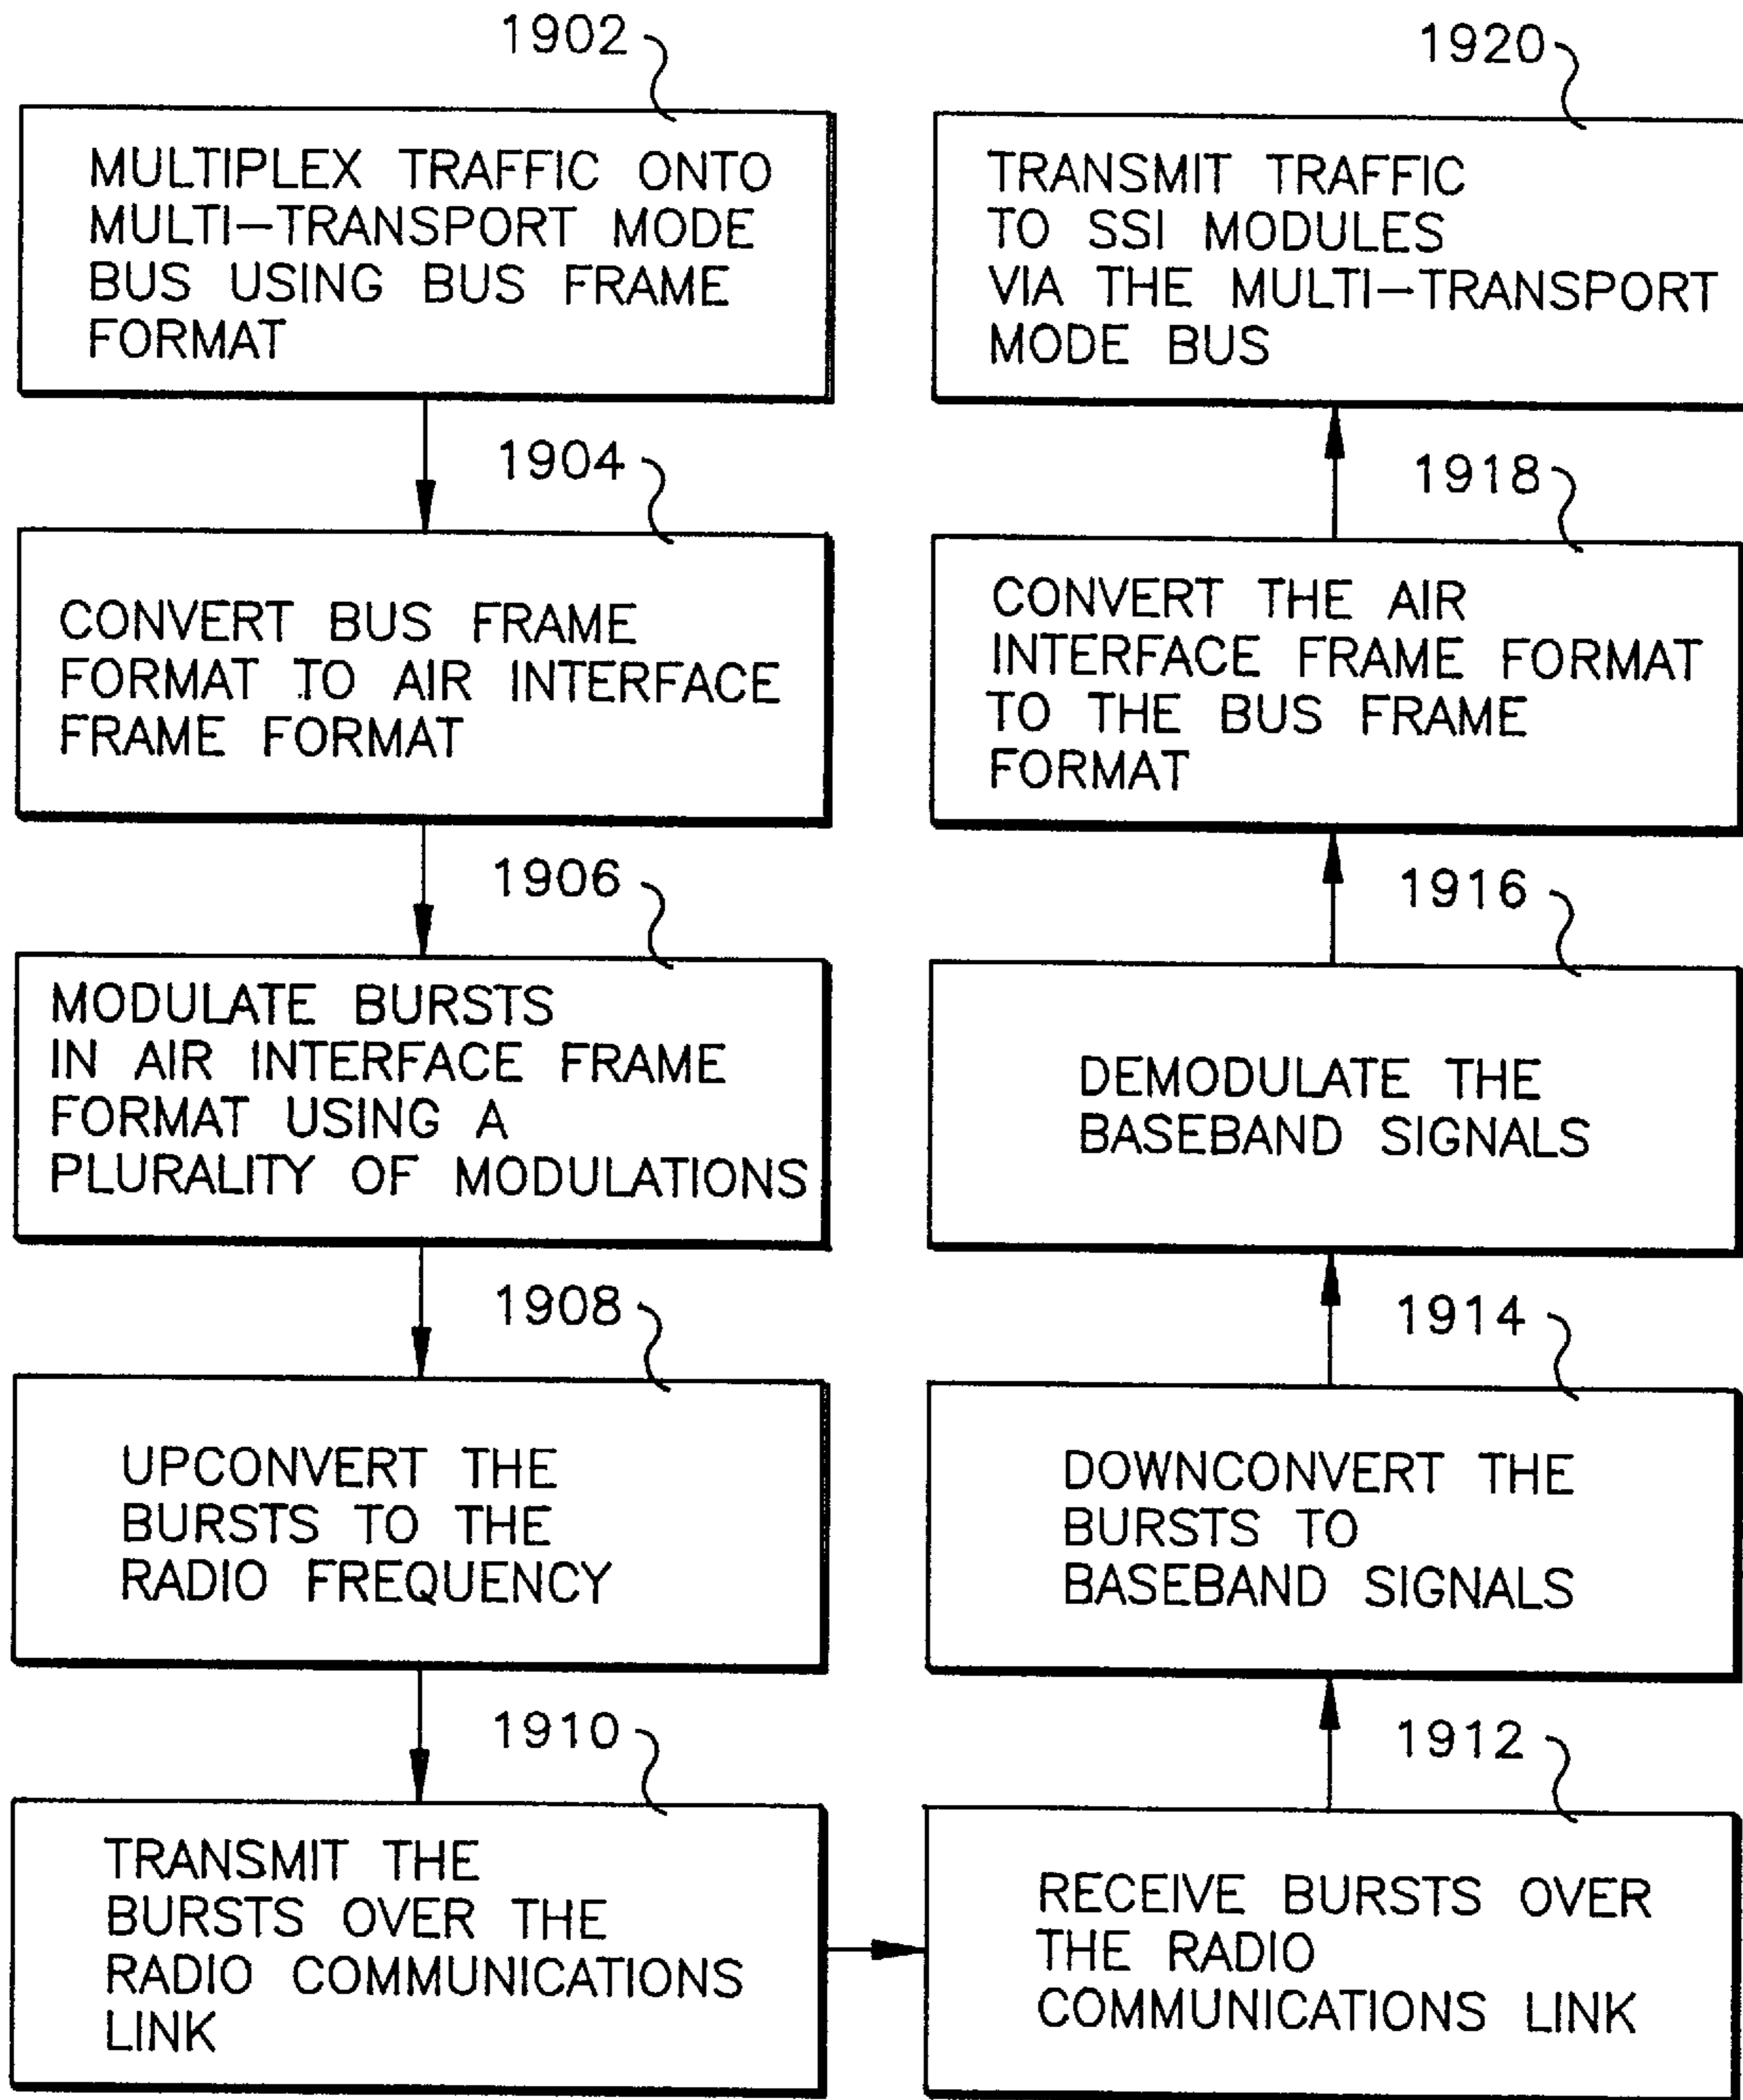 1902
MULTIPLEX TRAFFIC ONTO
MULTI-TRANSPORT MODE
BUS USING BUS FRAME
FORMAT
1904
CONVERT BUS FRAME
FORMAT TO AIR INTERFACE
FRAME FORMAT
1906
MODULATE BURSTS
IN AIR INTERFACE FRAME
FORMAT USING A
PLURALITY OF MODULATIONS
1908
UPCONVERT THE
BURSTS TO THE
RADIO FREQUENCY
1910
TRANSMIT THE
BURSTS OVER THE
RADIO COMMUNICATIONS
LINK
1912
RECEIVE BURSTS OVER
THE RADIO
COMMUNICATIONS LINK
1914
DOWNCONVERT THE
BURSTS TO
BASEBAND SIGNALS
1916
DEMODULATE THE
BASEBAND SIGNALS
1918
CONVERT THE AIR
INTERFACE FRAME FORMAT
TO THE BUS FRAME
FORMAT
1920
TRANSMIT TRAFFIC
TO SSI MODULES
VIA THE MULTI-TRANSPORT
MODE BUS